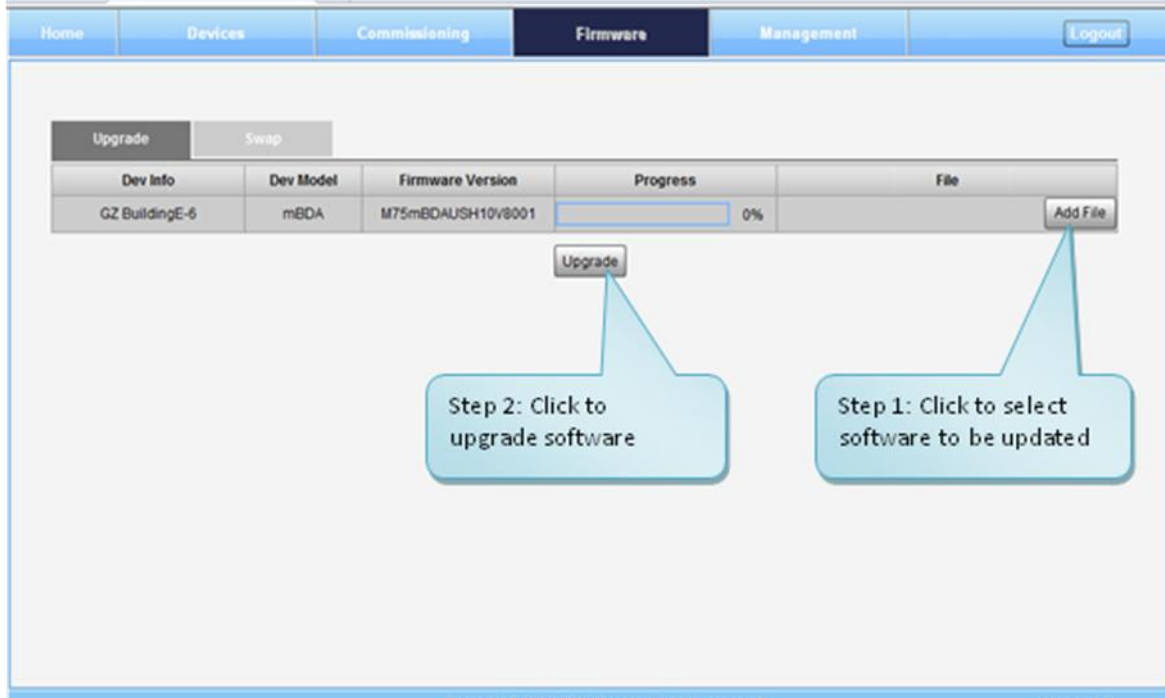 Home Devices Commissioning Firmware Management Logout
Upgrade Swap
Dev Info Dev Model Firmware Version Progress File
GZ BuildingE-6 mBDA M75mBDAUSH10V8001 0% Add File
Upgrade
Step 2: Click to
upgrade software
Step 1: Click to select
software to be updated